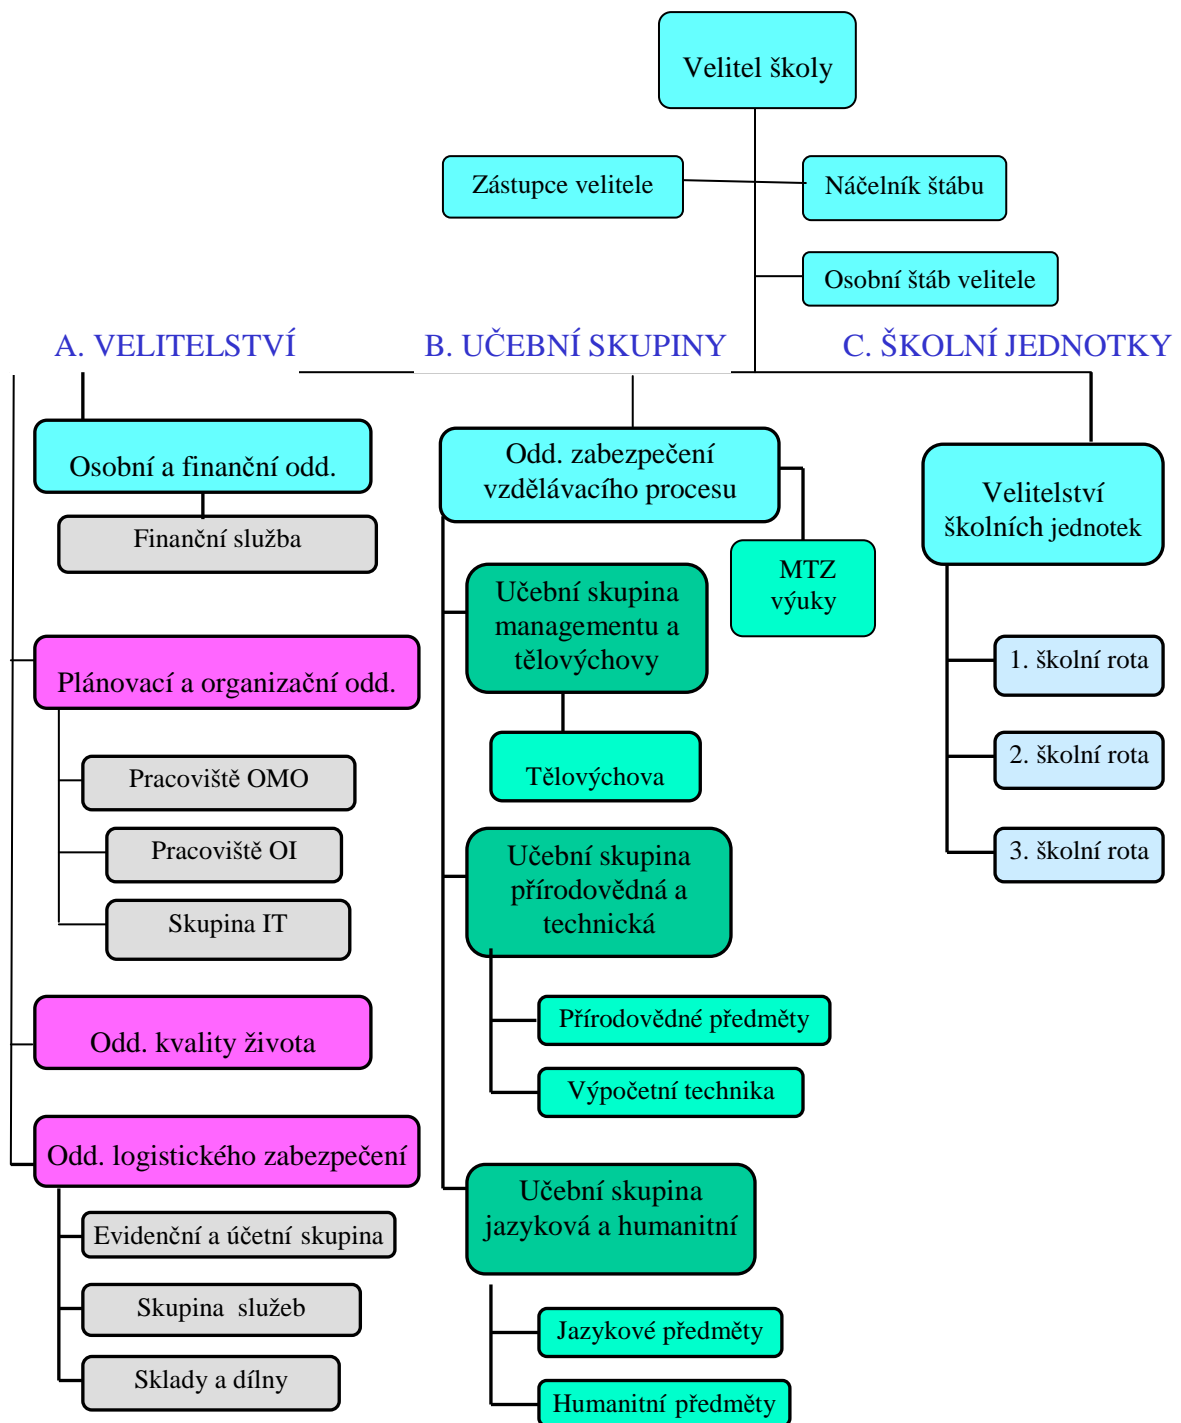 Velitel školy
Zástupce velitele
Náčelník štábu
Osobní štáb velitele
A. VELITELSTVÍ
B. UČEBNÍ SKUPINY
C. ŠKOLNÍ JEDNOTKY
Osobní a finanční odd.
Finanční služba
Plánovací a organizační odd.
Pracoviště OMO
Pracoviště OI
Skupina IT
Odd. kvality života
Odd. logistického zabezpečení
Evidenční a účetní skupina
Skupina služeb
Sklady a dílny
Odd. zabezpečení
vzdělávacího procesu
MTZ
výuky
Učební skupina
managementu a
tělovýchovy
Tělovýchova
Učební skupina
přírodovědná a
technická
Přírodovědné předměty
Výpočetní technika
Učební skupina
jazyková a humanitní
Jazykové předměty
Humanitní předměty
Velitelství
školních jednotek
1. školní rota
2. školní rota
3. školní rota